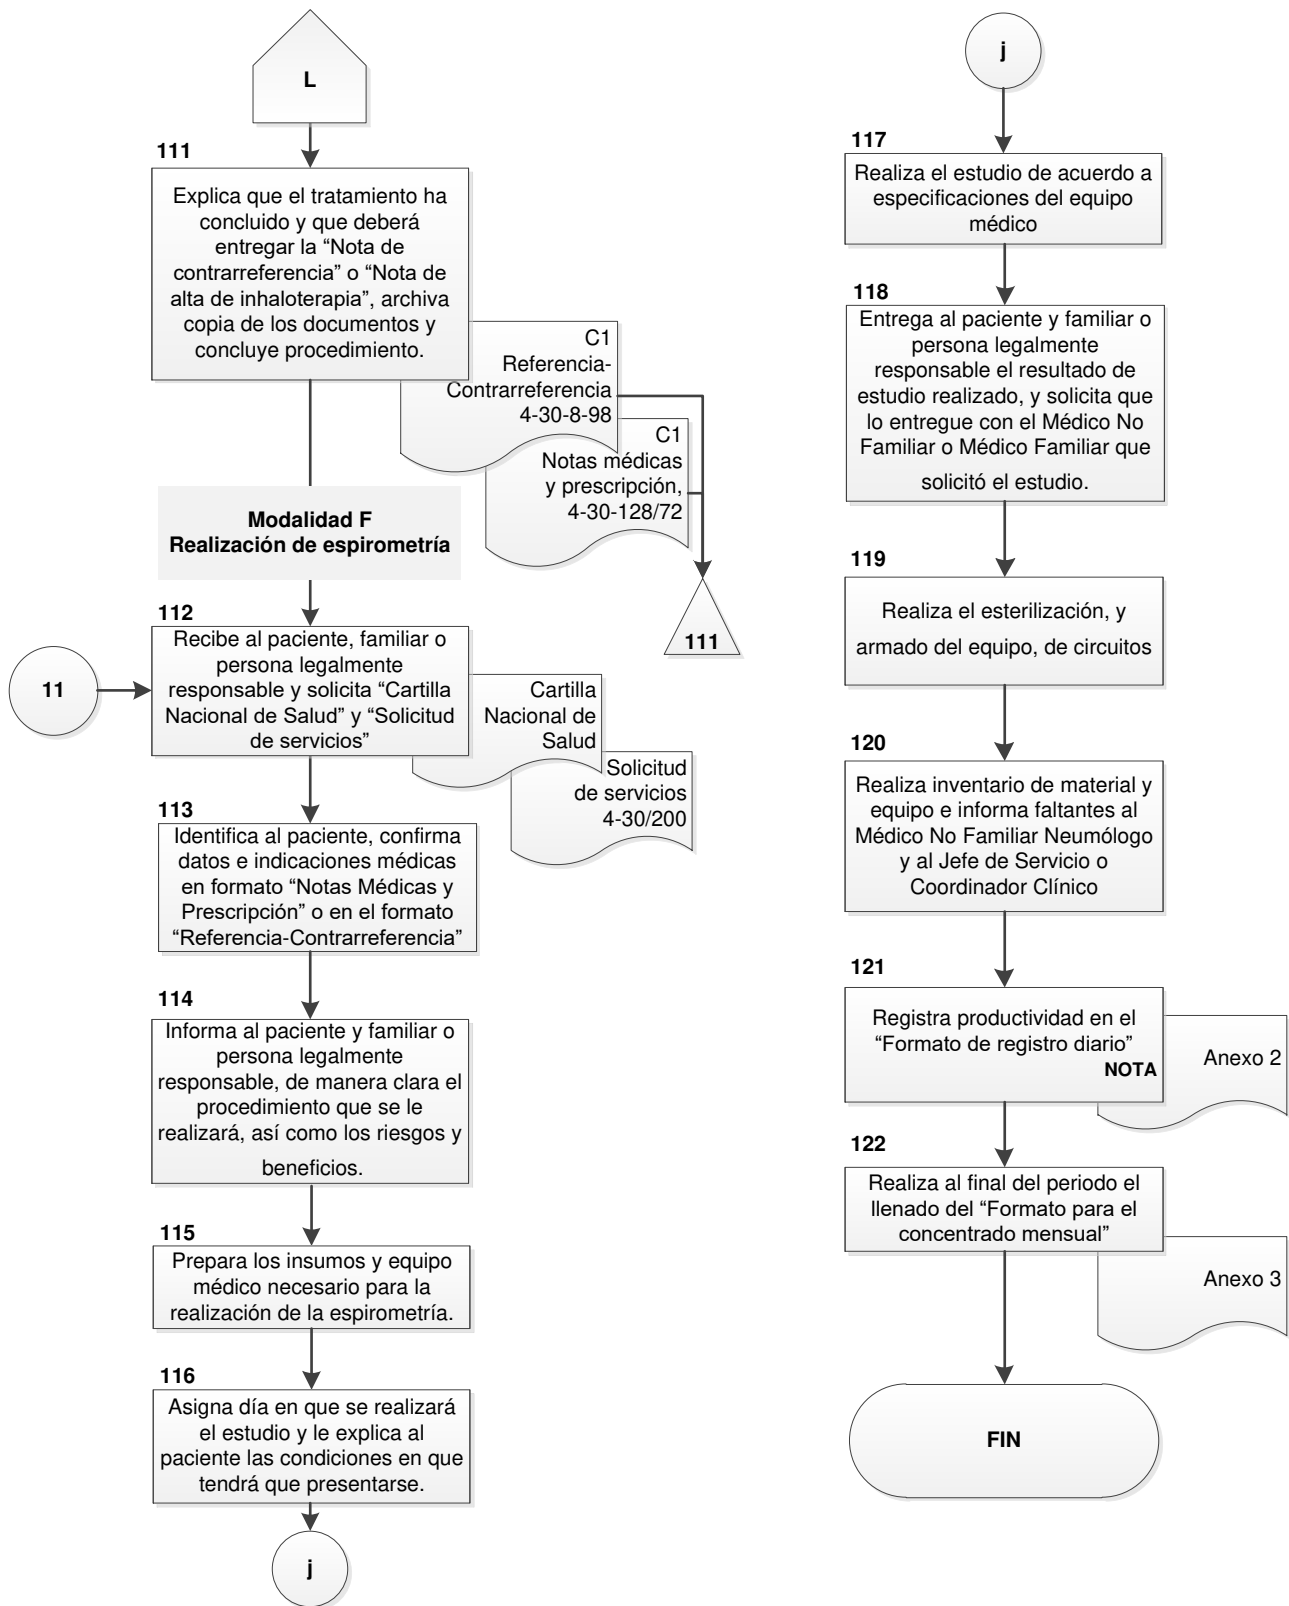 L
111
Explica que el tratamiento ha
concluido y que deberá
entregar la “Nota de
contrarreferencia” o “Nota de
alta de inhaloterapia”, archiva
copia de los documentos y
concluye procedimiento.
C1
Referencia-
Contrarreferencia
4-30-8-98
C1
Notas médicas
y prescripción,
4-30-128/72
111
Modalidad F
Realización de espirometría
11
112
Recibe al paciente, familiar o
persona legalmente
responsable y solicita “Cartilla
Nacional de Salud” y “Solicitud
de servicios”
Cartilla
Nacional de
Salud
Solicitud
de servicios
4-30/200
113
Identifica al paciente, confirma
datos e indicaciones médicas
en formato “Notas Médicas y
Prescripción” o en el formato
“Referencia-Contrarreferencia”
114
Informa al paciente y familiar o
persona legalmente
responsable, de manera clara el
procedimiento que se le
realizará, así como los riesgos y
beneficios.
115
Prepara los insumos y equipo
médico necesario para la
realización de la espirometría.
116
Asigna día en que se realizará
el estudio y le explica al
paciente las condiciones en que
tendrá que presentarse.
j
j
117
Realiza el estudio de acuerdo a
especificaciones del equipo
médico
118
Entrega al paciente y familiar o
persona legalmente
responsable el resultado de
estudio realizado, y solicita que
lo entregue con el Médico No
Familiar o Médico Familiar que
solicitó el estudio.
119
Realiza el esterilización, y
armado del equipo, de circuitos
120
Realiza inventario de material y
equipo e informa faltantes al
Médico No Familiar Neumólogo
y al Jefe de Servicio o
Coordinador Clínico
121
Registra productividad en el
“Formato de registro diario”
NOTA
Anexo 2
122
Realiza al final del periodo el
llenado del “Formato para el
concentrado mensual”
Anexo 3
FIN